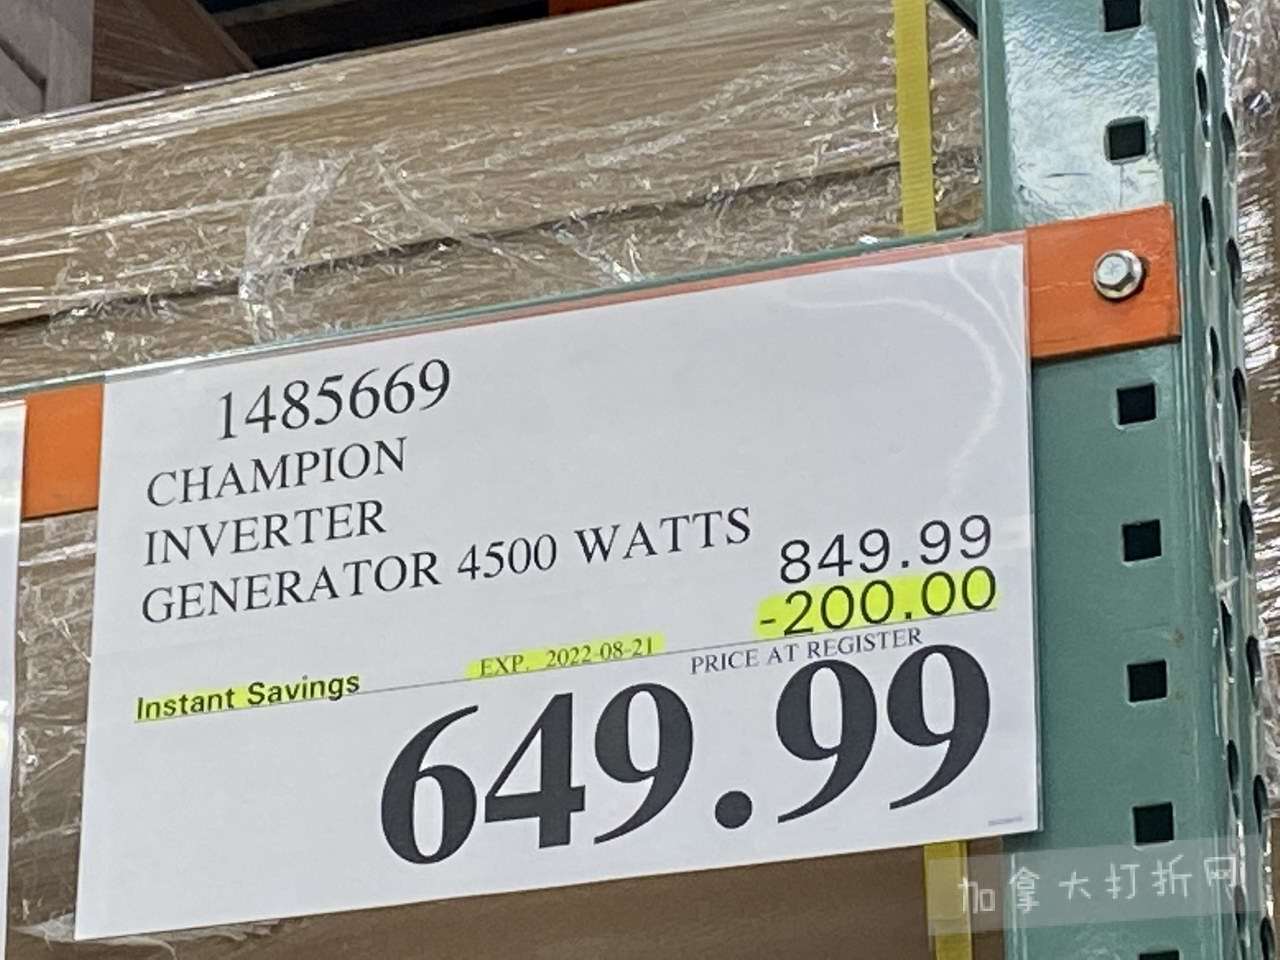 1485669
CHAMPION
INVERTER
GENERATOR 4500 WATTS
849.99
-200.00
Instant Savings
EXP. 2022-08-21
PRICE AT REGISTER
649.99
加拿大打折网